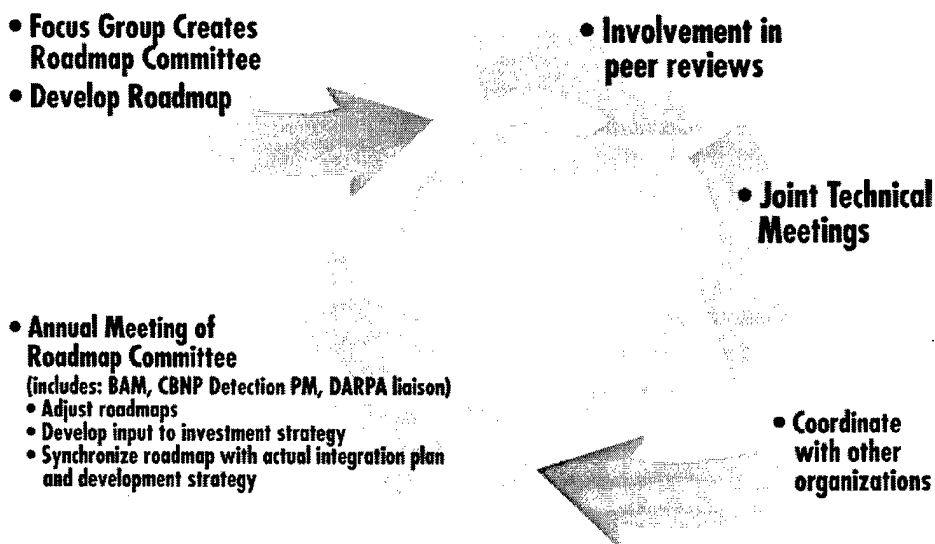 • Focus Group Creates
Roadmap Committee
• Develop Roadmap
• Involvement in
peer reviews
• Joint Technical
Meetings
• Annual Meeting of
Roadmap Committee
(includes: BAM, CBNP Detection PM, DARPA liaison)
• Adjust roadmaps
• Develop input to investment strategy
• Synchronize roadmap with actual integration plan
and development strategy
• Coordinate
with other
organizations